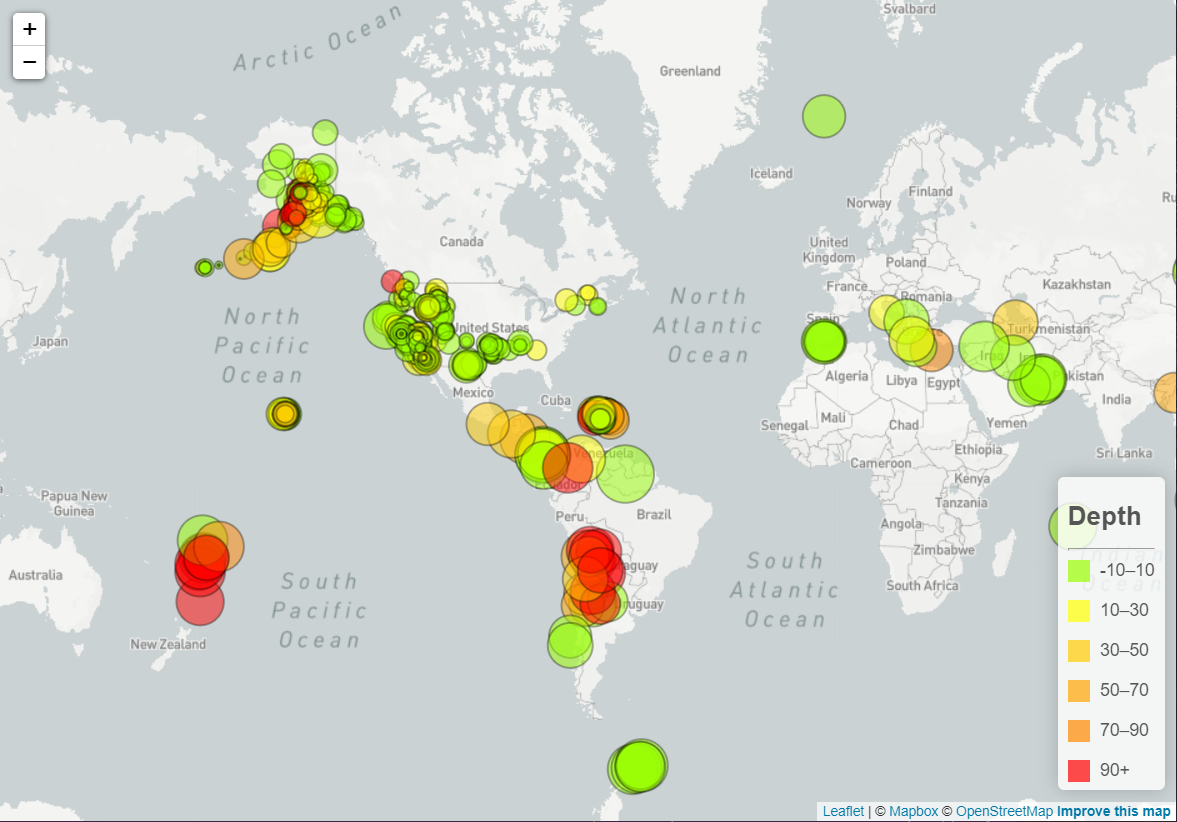 +
−
Arctic Ocean
Svalbard
Greenland
Iceland
Finland
Norway
Canada
United
Kingdom
Poland
Kazakhstan
France
Romania
North
Pacific
Ocean
North
Atlantic
Ocean
Japan
United States
Spain
Turkmenistan
Algeria
Libya
Egypt
Pakistan
Mexico
Cuba
India
Senegal
Mali
Chad
Yemen
Venezuela
Cameroon
Ethiopia
Sri Lanka
Kenya
Papua New
Guinea
Peru
Brazil
Tanzania
Angola
Zimbabwe
Australia
South
Pacific
Ocean
South
Atlantic
Ocean
South Africa
Indian
Ocean
New Zealand
Depth
-10–10
10–30
30–50
50–70
70–90
90+
Leaflet | © Mapbox © OpenStreetMap Improve this map